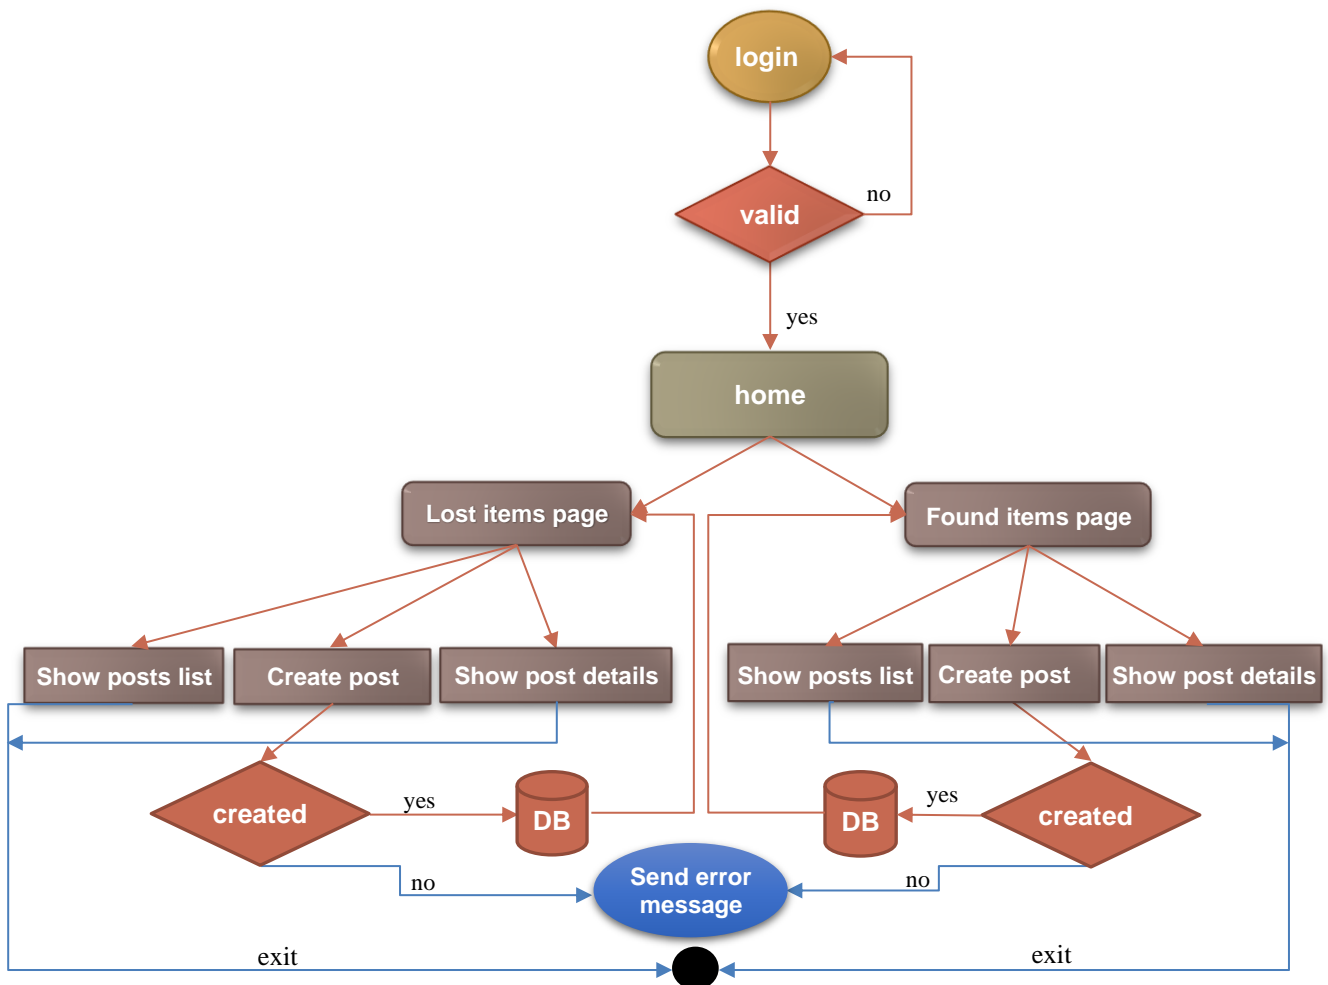 login
valid
no
yes
home
Lost items page
Found items page
Show posts list
Create post
Show post details
Show posts list
Create post
Show post details
created
yes
DB
DB
yes
created
no
Send error
message
no
exit
exit